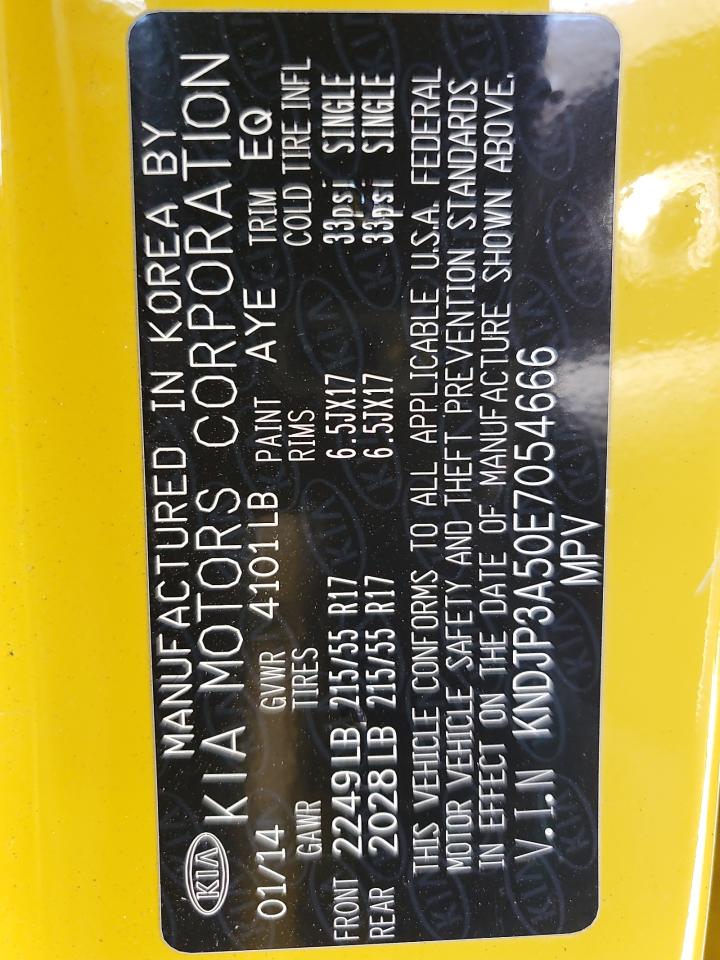 MANUFACTURED IN KOREA BY
KIA KIA MOTORS CORPORATION
01/14 GVWR 4101LB PAINT AYE TRIM EQ
GAWR TIRES RIMS COLD TIRE INFL
FRONT 2249LB 215/55 R17 6.5JX17 33psi SINGLE
REAR 2028LB 215/55 R17 6.5JX17 33psi SINGLE
THIS VEHICLE CONFORMS TO ALL APPLICABLE U.S.A. FEDERAL
MOTOR VEHICLE SAFETY AND THEFT PREVENTION STANDARDS
IN EFFECT ON THE DATE OF MANUFACTURE SHOWN ABOVE.
V.I.N KNDJP3A50E7054666
MPV